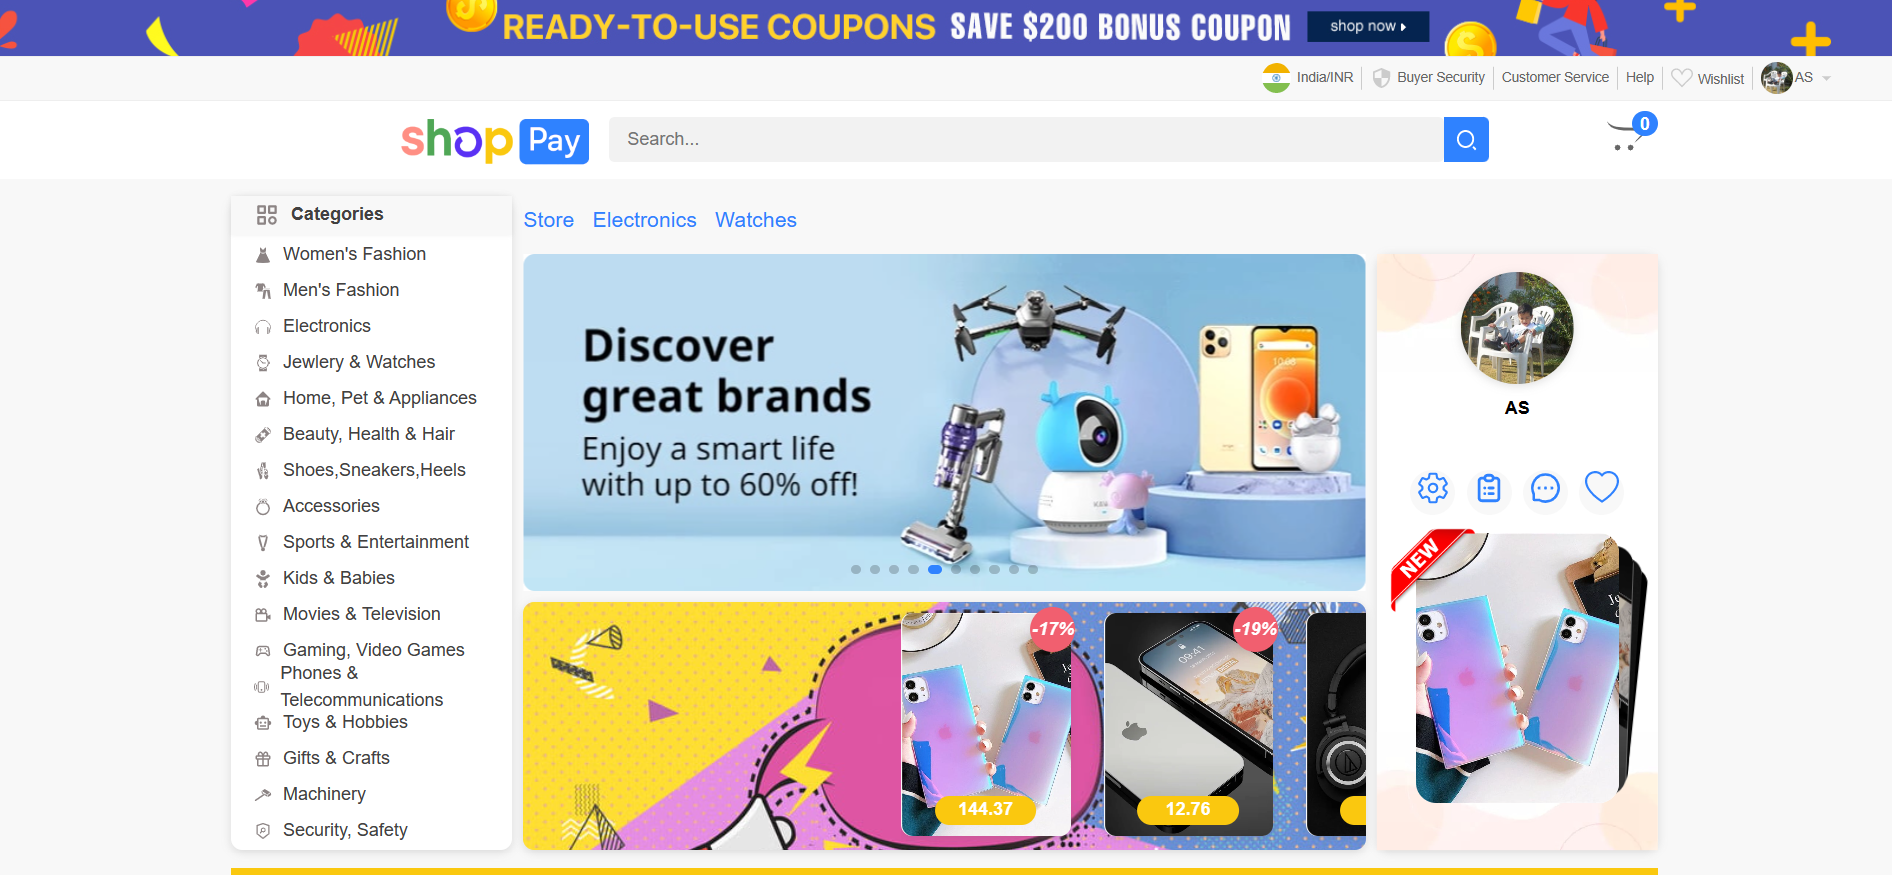 READY-TO-USE COUPONS SAVE $200 BONUS COUPON shop now
India/INR Buyer Security Customer Service Help Wishlist AS
shop Pay Search... 0
Categories
Women's Fashion
Men's Fashion
Electronics
Jewlery & Watches
Home, Pet & Appliances
Beauty, Health & Hair
Shoes,Sneakers,Heels
Accessories
Sports & Entertainment
Kids & Babies
Movies & Television
Gaming, Video Games
Phones &
Telecommunications
Toys & Hobbies
Gifts & Crafts
Machinery
Security, Safety
Store Electronics Watches
Discover
great brands
Enjoy a smart life
with up to 60% off!
10:08
-17%
144.37
-19%
09:41
12.76
AS
NEW